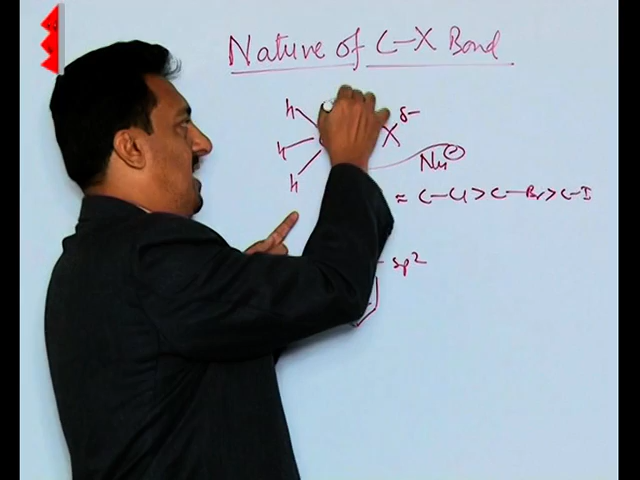 Nature of C-X Bond
H
X δ-
H
Nu ⊖
H
≈ C-Cl > C-Br > C-I
- sp²